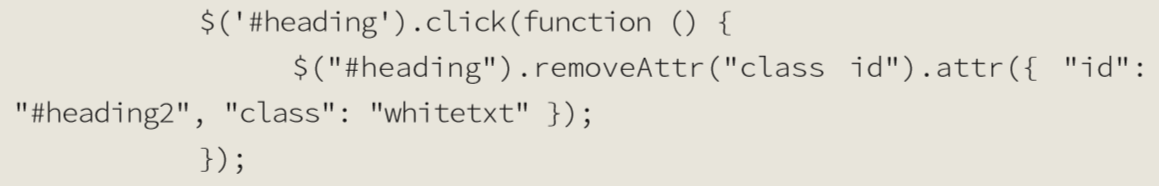 $('#heading').click(function () {
$("#heading").removeAttr("class id").attr({ "id":
"#heading2", "class": "whitetxt" });
});